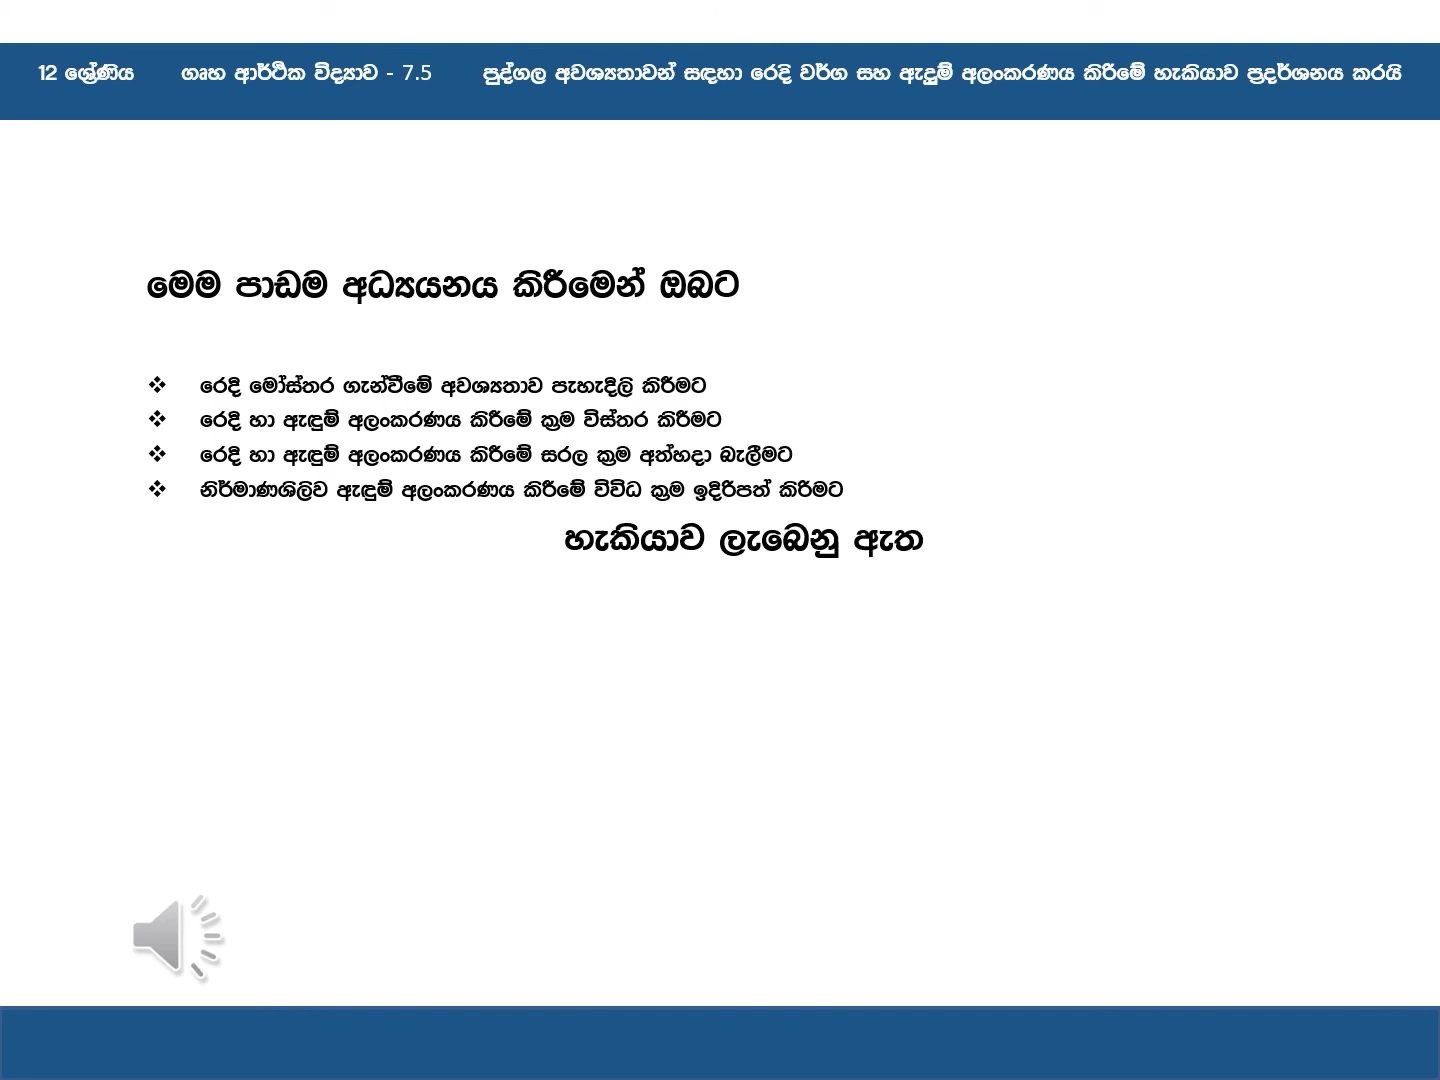 12 ශ්‍රේණිය ගෘහ ආර්ථික විද්‍යාව - 7.5 පුද්ගල අවශ්‍යතාවන් සඳහා රෙදි වර්ග සහ ඇදුම් අලංකරණය කිරීමේ හැකියාව ප්‍රදර්ශනය කරයි
මෙම පාඩම අධ්‍යයනය කිරීමෙන් ඔබට
❖ රෙදි මෝස්තර ගැන්වීමේ අවශ්‍යතාව පැහැදිලි කිරීමට
❖ රෙදි හා ඇඳුම් අලංකරණය කිරීමේ ක්‍රම විස්තර කිරීමට
❖ රෙදි හා ඇඳුම් අලංකරණය කිරීමේ සරල ක්‍රම අත්හදා බැලීමට
❖ නිර්මාණශිලිව ඇඳුම් අලංකරණය කිරීමේ විවිධ ක්‍රම ඉදිරිපත් කිරීමට
හැකියාව ලැබෙනු ඇත